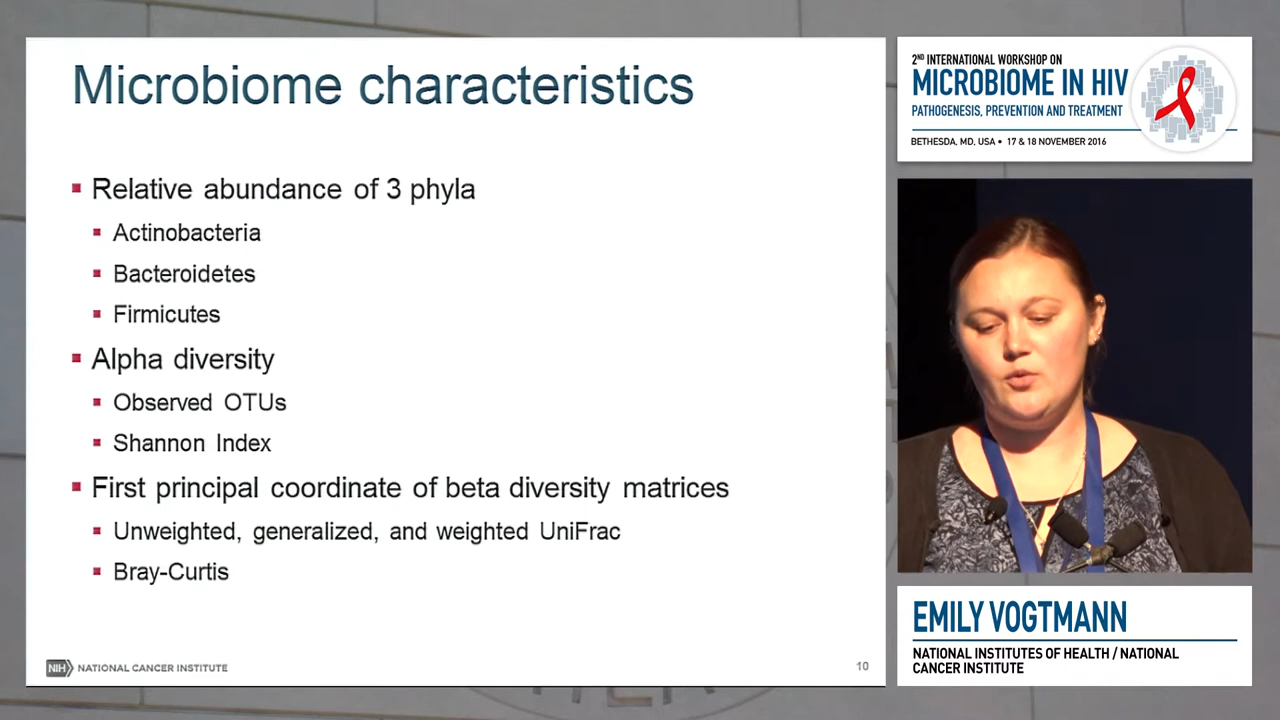 Microbiome characteristics
Relative abundance of 3 phyla
Actinobacteria
Bacteroidetes
Firmicutes
Alpha diversity
Observed OTUs
Shannon Index
First principal coordinate of beta diversity matrices
Unweighted, generalized, and weighted UniFrac
Bray-Curtis
NIH NATIONAL CANCER INSTITUTE
10
2ND INTERNATIONAL WORKSHOP ON
MICROBIOME IN HIV
PATHOGENESIS, PREVENTION AND TREATMENT
BETHESDA, MD, USA • 17 & 18 NOVEMBER 2016
EMILY VOGTMANN
NATIONAL INSTITUTES OF HEALTH / NATIONAL
CANCER INSTITUTE